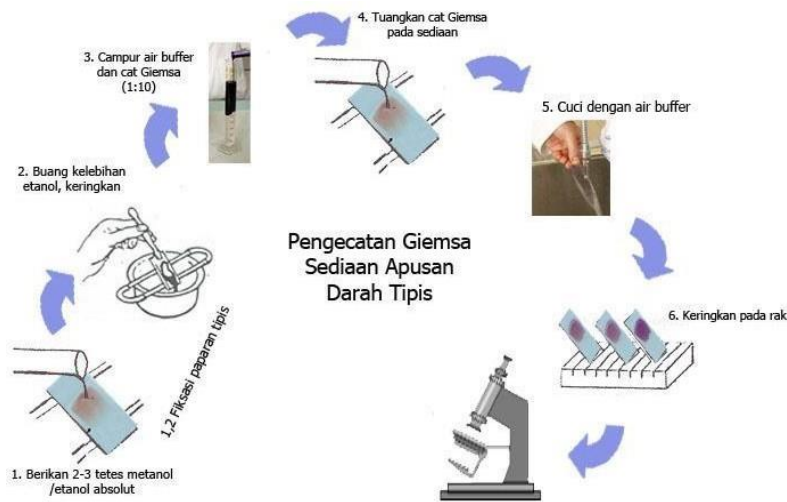 Pengecatan Giemsa
Sediaan Apusan
Darah Tipis
1. Berikan 2-3 tetes metanol
/etanol absolut
1,2 Fiksasi paparan tipis
2. Buang kelebihan
etanol, keringkan
3. Campur air buffer
dan cat Giemsa
(1:10)
4. Tuangkan cat Giemsa
pada sediaan
5. Cuci dengan air buffer
6. Keringkan pada rak